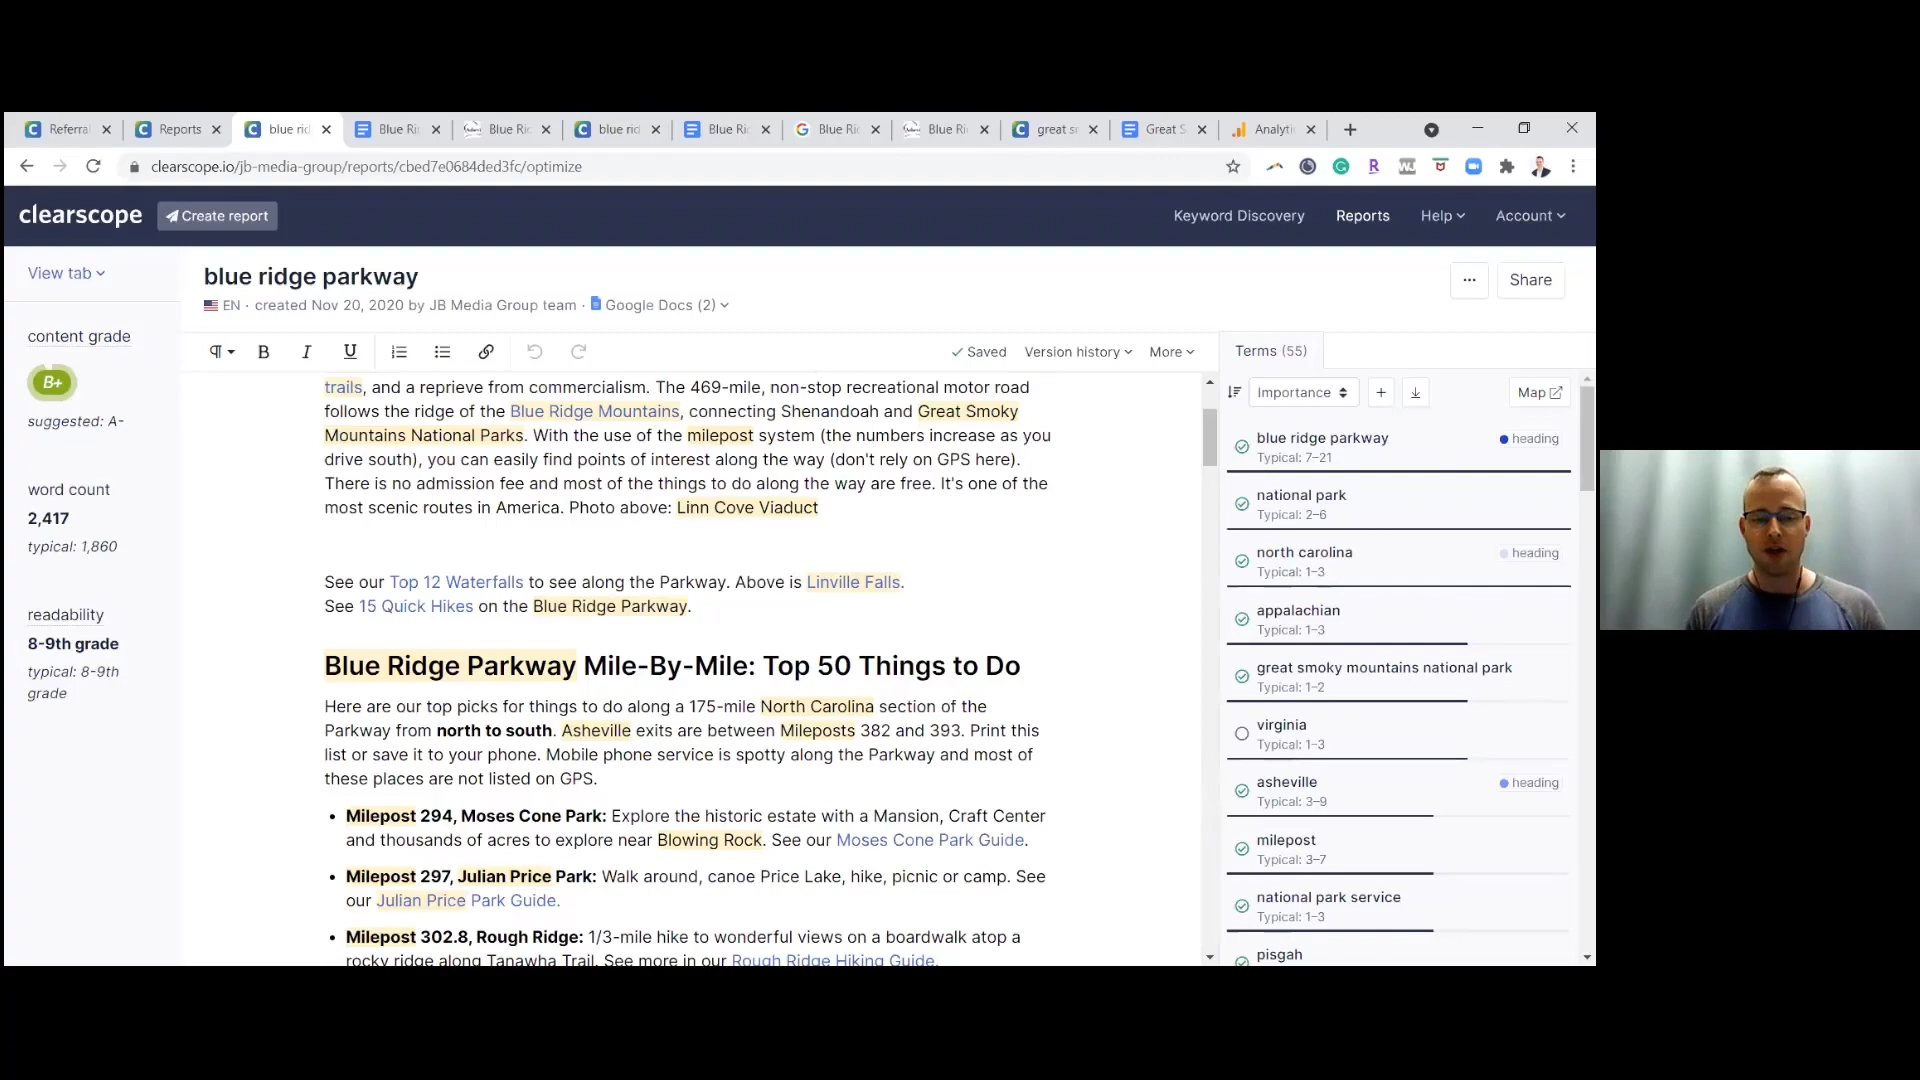 Referral
Reports
blue rid
Blue Ri
Blue Ric
blue rid
Blue Ric
Blue Ric
Blue Ri
great sr
Great S
Analyti
clearscope.io/jb-media-group/reports/cbed7e0684ded3fc/optimize
clearscope
Create report
Keyword Discovery
Reports
Help
Account
View tab
blue ridge parkway
EN · created Nov 20, 2020 by JB Media Group team · Google Docs (2)
...
Share
content grade
B+
suggested: A-
word count
2,417
typical: 1,860
readability
8-9th grade
typical: 8-9th
grade
B I U
Saved
Version history
More
trails, and a reprieve from commercialism. The 469-mile, non-stop recreational motor road
follows the ridge of the Blue Ridge Mountains, connecting Shenandoah and Great Smoky
Mountains National Parks. With the use of the milepost system (the numbers increase as you
drive south), you can easily find points of interest along the way (don't rely on GPS here).
There is no admission fee and most of the things to do along the way are free. It's one of the
most scenic routes in America. Photo above: Linn Cove Viaduct
See our Top 12 Waterfalls to see along the Parkway. Above is Linville Falls.
See 15 Quick Hikes on the Blue Ridge Parkway.
Blue Ridge Parkway Mile-By-Mile: Top 50 Things to Do
Here are our top picks for things to do along a 175-mile North Carolina section of the
Parkway from north to south. Asheville exits are between Mileposts 382 and 393. Print this
list or save it to your phone. Mobile phone service is spotty along the Parkway and most of
these places are not listed on GPS.
• Milepost 294, Moses Cone Park: Explore the historic estate with a Mansion, Craft Center
and thousands of acres to explore near Blowing Rock. See our Moses Cone Park Guide.
• Milepost 297, Julian Price Park: Walk around, canoe Price Lake, hike, picnic or camp. See
our Julian Price Park Guide.
• Milepost 302.8, Rough Ridge: 1/3-mile hike to wonderful views on a boardwalk atop a
rocky ridge along Tanawha Trail. See more in our Rough Ridge Hiking Guide.
Terms (55)
Importance
+
Map
blue ridge parkway
heading
Typical: 7-21
national park
Typical: 2-6
north carolina
heading
Typical: 1-3
appalachian
Typical: 1-3
great smoky mountains national park
Typical: 1-2
virginia
Typical: 1-3
asheville
heading
Typical: 3-9
milepost
Typical: 3-7
national park service
Typical: 1-3
pisgah